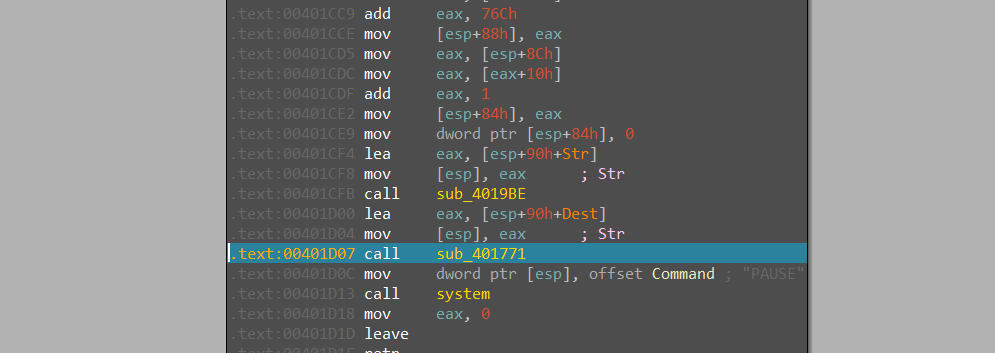 .text:00401CC9 add eax, 76Ch
.text:00401CCE mov [esp+88h], eax
.text:00401CD5 mov eax, [esp+8Ch]
.text:00401CDC mov eax, [eax+10h]
.text:00401CDF add eax, 1
.text:00401CE2 mov [esp+84h], eax
.text:00401CE9 mov dword ptr [esp+84h], 0
.text:00401CF4 lea eax, [esp+90h+Str]
.text:00401CF8 mov [esp], eax ; Str
.text:00401CFB call sub_4019BE
.text:00401D00 lea eax, [esp+90h+Dest]
.text:00401D04 mov [esp], eax ; Str
.text:00401D07 call sub_401771
.text:00401D0C mov dword ptr [esp], offset Command ; "PAUSE"
.text:00401D13 call system
.text:00401D18 mov eax, 0
.text:00401D1D leave